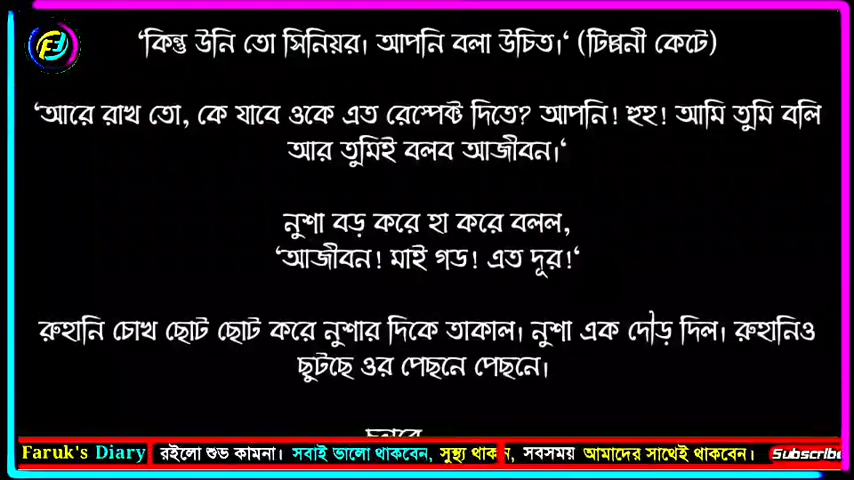 ‘কিন্তু উনি তো সিনিয়র। আপনি বলা উচিত।‘ (টিপ্পনী কেটে)
‘আরে রাখ তো, কে যাবে ওকে এত রেস্পেক্ট দিতে? আপনি! হুহ! আমি তুমি বলি
আর তুমিই বলব আজীবন।‘
নুশা বড় করে হা করে বলল,
‘আজীবন! মাই গড! এত দূর!‘
রুহানি চোখ ছোট ছোট করে নুশার দিকে তাকাল। নুশা এক দৌড় দিল। রুহানিও
ছুটছে ওর পেছনে পেছনে।
Faruk's Diary রইলো শুভ কামনা। সবাই ভালো থাকবেন, সুস্থ্য থাকন, সবসময় আমাদের সাথেই থাকবেন। Subscribe